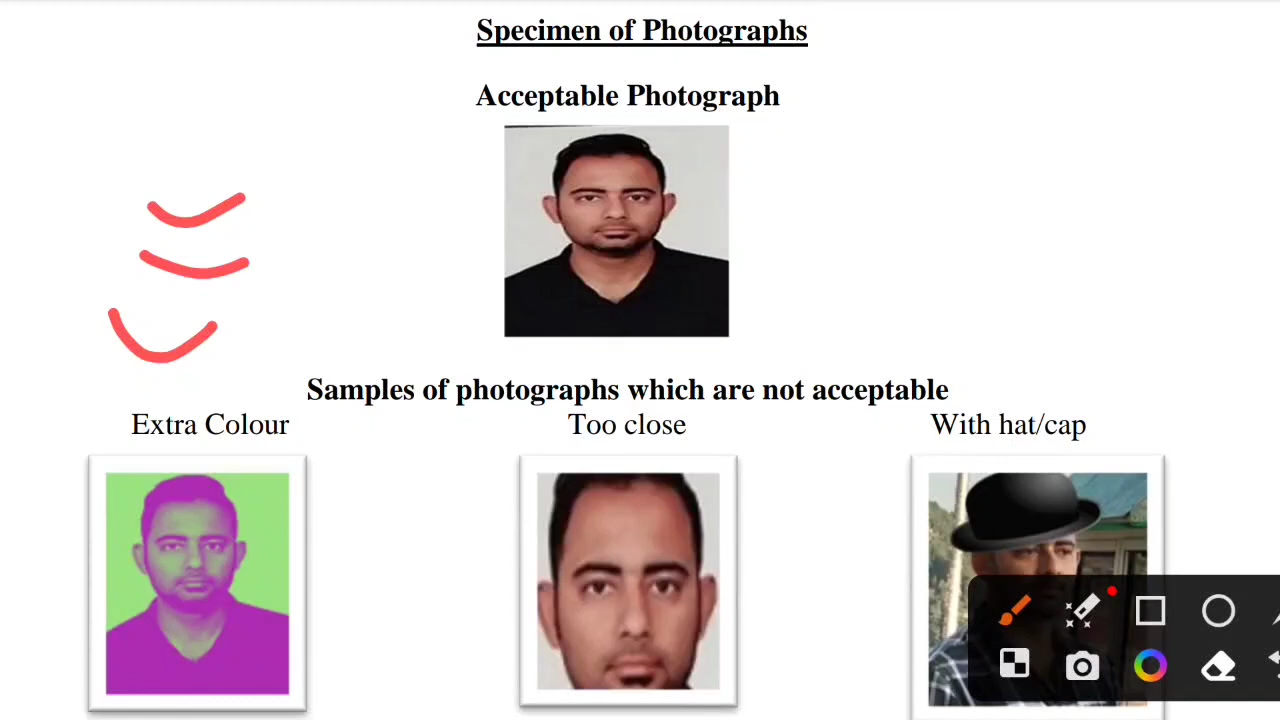 Specimen of Photographs
Acceptable Photograph
Samples of photographs which are not acceptable
Extra Colour
Too close
With hat/cap